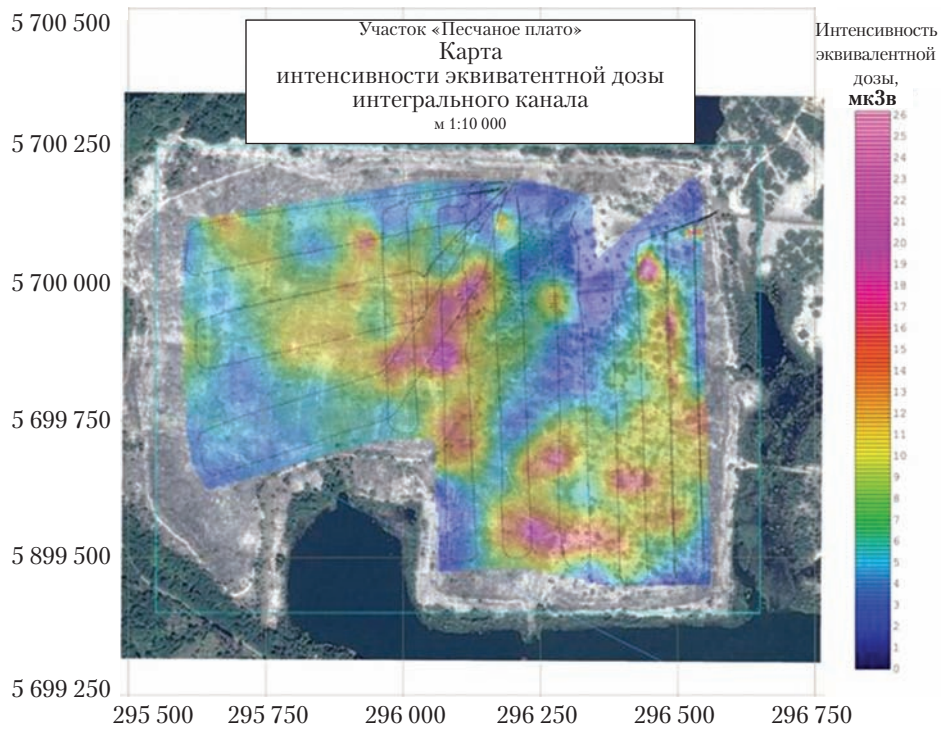 5 700 500
Участок «Песчаное плато»
Карта
интенсивности эквиватентной дозы
интегрального канала
м 1:10 000
Интенсивность
эквивалентной
дозы,
мкЗв
5 700 250
5 700 000
5 699 750
5 899 500
5 699 250
295 500
295 750
296 000
296 250
296 500
296 750
26
25
24
23
22
21
20
19
18
17
16
15
14
13
12
11
10
9
8
7
6
5
4
3
2
1
0